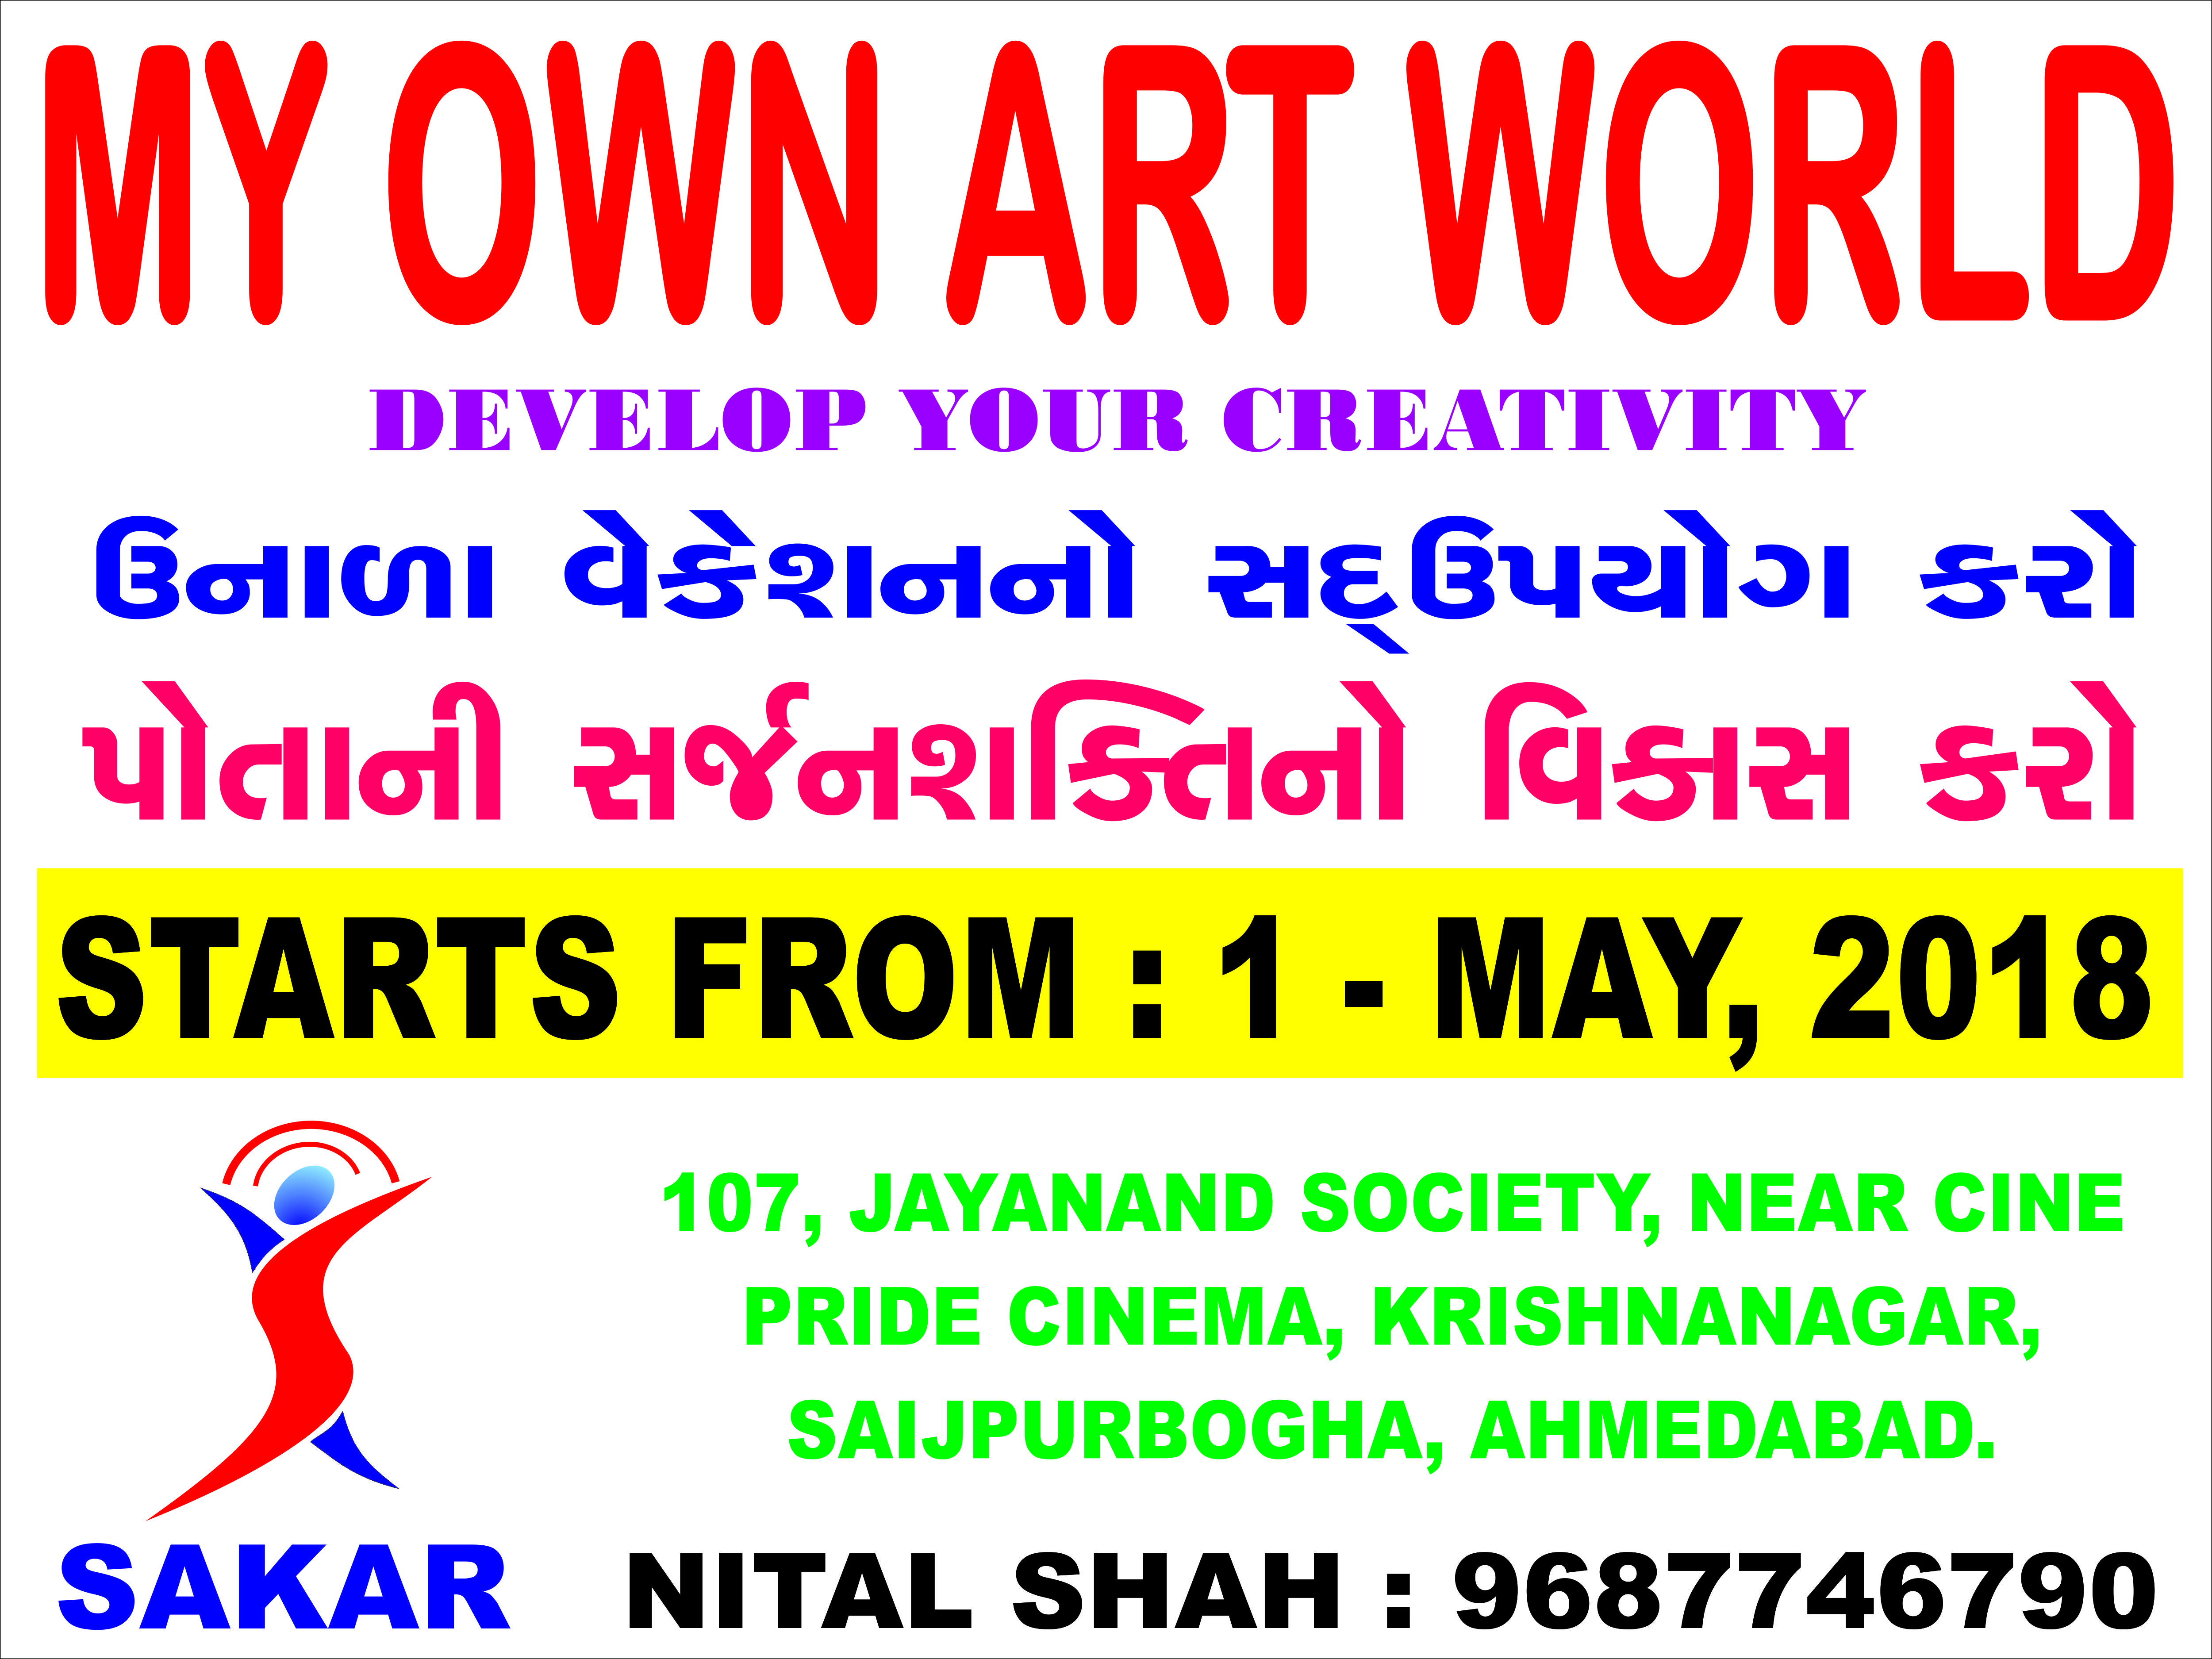 MY OWN ART WORLD
DEVELOP YOUR CREATIVITY
ઉનાળા વેકેશનનો સદ્ઉપયોગ કરો
પોતાની સર્જનશક્તિનો વિકાસ કરો
STARTS FROM : 1 - MAY, 2018
107, JAYANAND SOCIETY, NEAR CINE
PRIDE CINEMA, KRISHNANAGAR,
SAIJPURBOGHA, AHMEDABAD.
SAKAR
NITAL SHAH : 9687746790